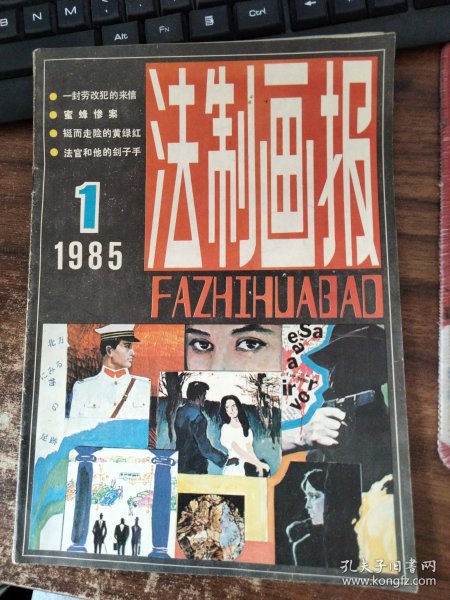 一封劳改犯的来信
蜜蜂惨案
铤而走险的黄绿红
法官和他的刽子手
法制画报
1
1985
FAZHIHUABAO
足跡
Alt
Fn
Ctrl
孔夫子旧书网
www.kongfz.com